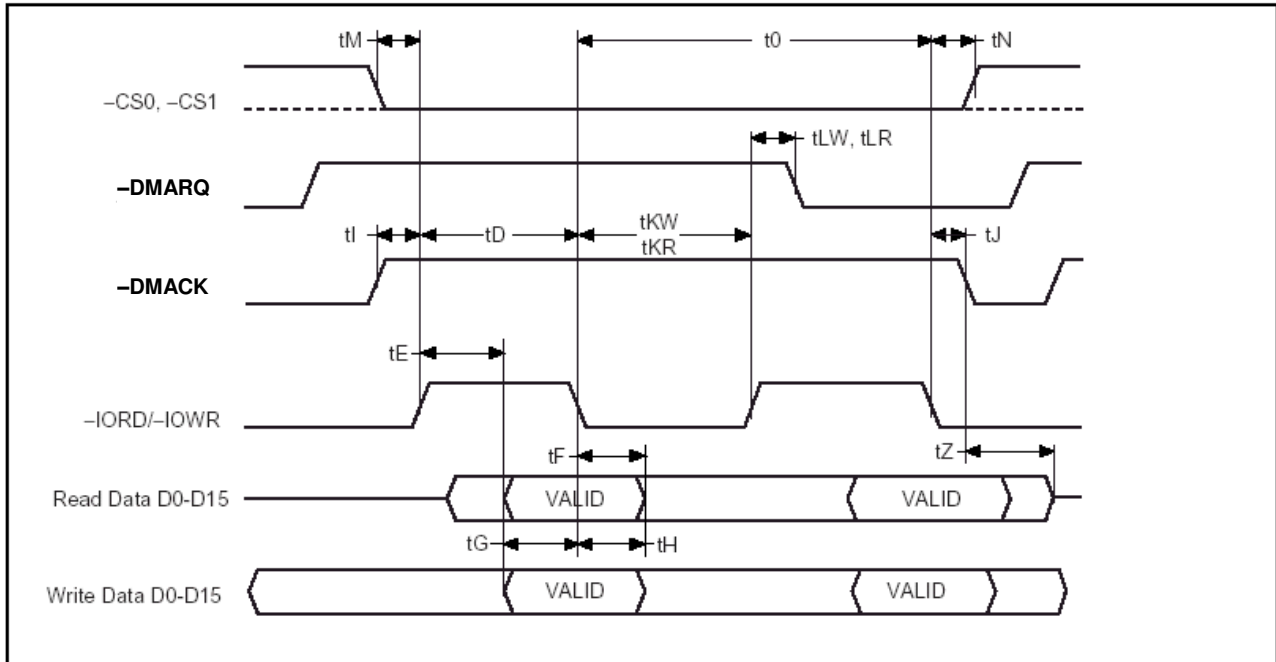 tM
t0
tN
–CS0, –CS1
tLW, tLR
–DMARQ
tI
tD
tKW
tKR
tJ
–DMACK
tE
–IORD/–IOWR
tF
tZ
Read Data D0-D15
VALID
VALID
tG
tH
Write Data D0-D15
VALID
VALID